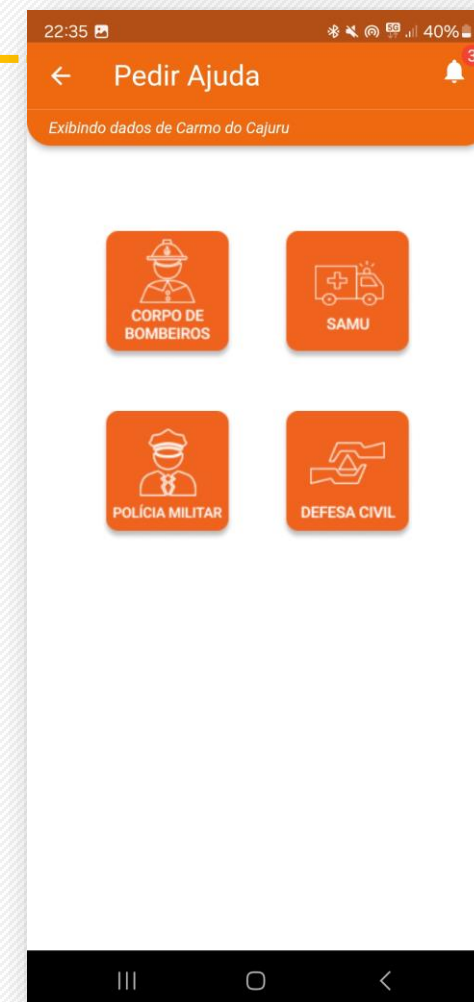 22:35
5G
40%
Pedir Ajuda
3
Exibindo dados de Carmo do Cajuru
CORPO DE
BOMBEIROS
SAMU
POLÍCIA MILITAR
DEFESA CIVIL